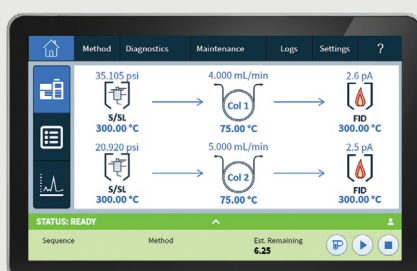 Method Diagnostics Maintenance Logs Settings ?
35.105 psi 4.000 mL/min 2.6 pA
Col 1
S/SL FID
300.00 °C 75.00 °C 300.00 °C
20.920 psi 5.000 mL/min 2.5 pA
Col 2
S/SL FID
300.00 °C 75.00 °C 300.00 °C
STATUS: READY
Sequence Method Est. Remaining
6.25